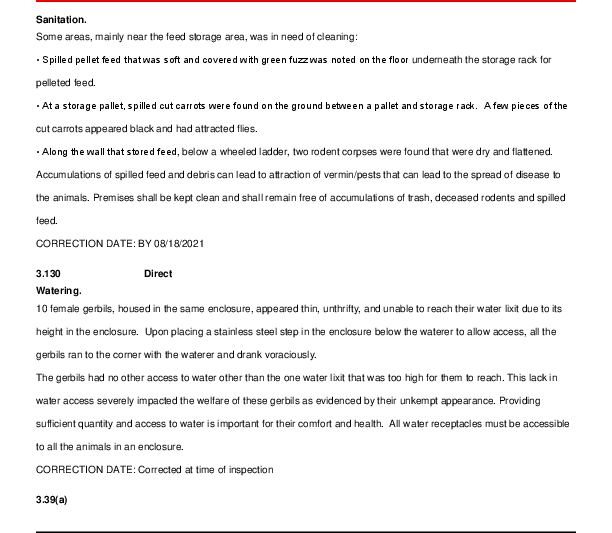 Sanitation.
Some areas, mainly near the feed storage area, was in need of cleaning:
• Spilled pellet feed that was soft and covered with green fuzz was noted on the floor underneath the storage rack for
pelleted feed.
• At a storage pallet, spilled cut carrots were found on the ground between a pallet and storage rack.  A few pieces of the
cut carrots appeared black and had attracted flies.
• Along the wall that stored feed, below a wheeled ladder, two rodent corpses were found that were dry and flattened.
Accumulations of spilled feed and debris can lead to attraction of vermin/pests that can lead to the spread of disease to
the animals. Premises shall be kept clean and shall remain free of accumulations of trash, deceased rodents and spilled
feed.
CORRECTION DATE: BY 08/18/2021
3.130 Direct
Watering.
10 female gerbils, housed in the same enclosure, appeared thin, unthrifty, and unable to reach their water lixit due to its
height in the enclosure.  Upon placing a stainless steel step in the enclosure below the waterer to allow access, all the
gerbils ran to the corner with the waterer and drank voraciously.
The gerbils had no other access to water other than the one water lixit that was too high for them to reach. This lack in
water access severely impacted the welfare of these gerbils as evidenced by their unkempt appearance. Providing
sufficient quantity and access to water is important for their comfort and health.  All water receptacles must be accessible
to all the animals in an enclosure.
CORRECTION DATE: Corrected at time of inspection
3.39(a)